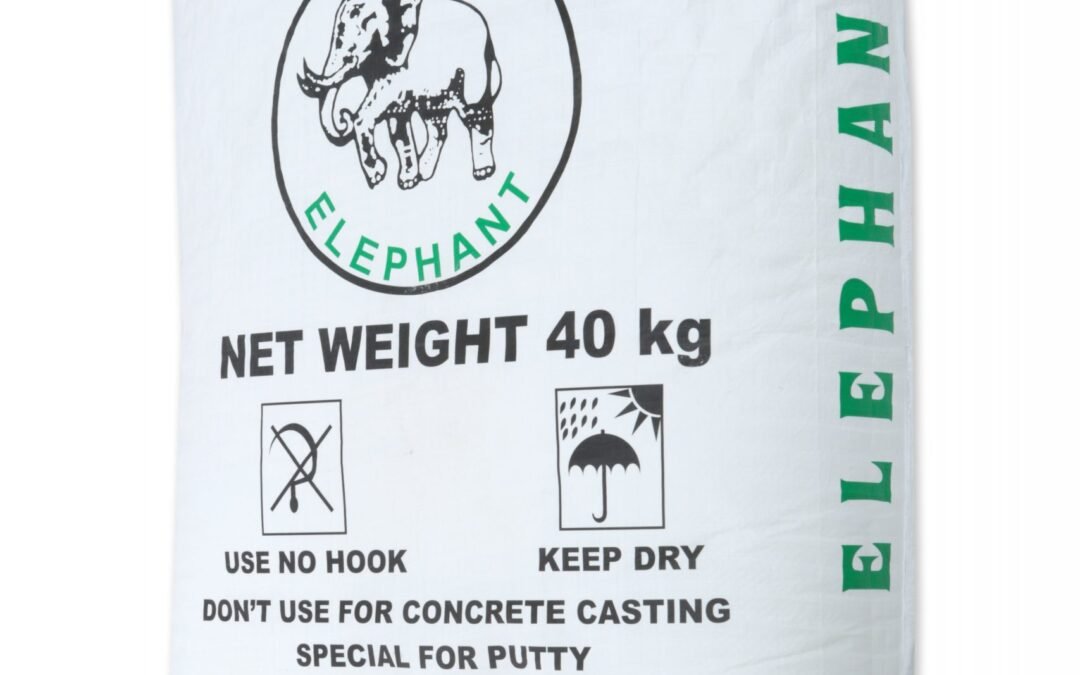 ELEPHANT
NET WEIGHT 40 kg
USE NO HOOK
KEEP DRY
DON'T USE FOR CONCRETE CASTING
SPECIAL FOR PUTTY
ELEPHAN